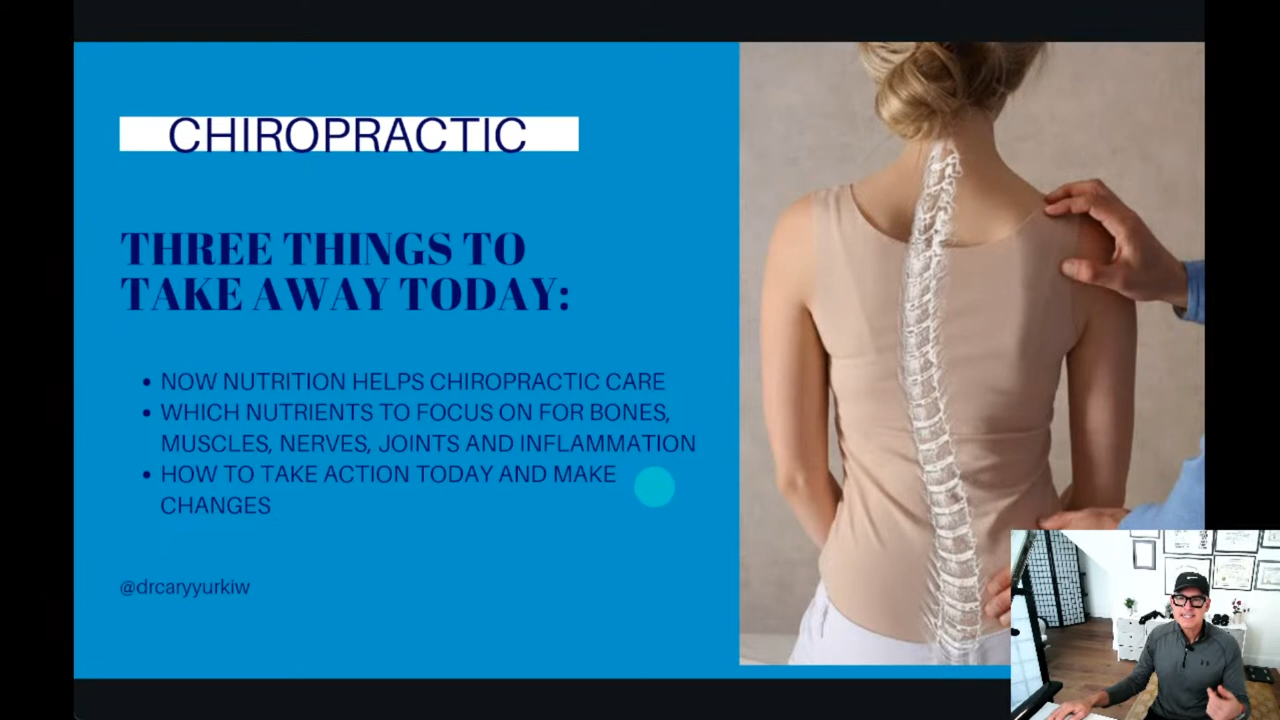 CHIROPRACTIC
THREE THINGS TO
TAKE AWAY TODAY:
• NOW NUTRITION HELPS CHIROPRACTIC CARE
• WHICH NUTRIENTS TO FOCUS ON FOR BONES,
MUSCLES, NERVES, JOINTS AND INFLAMMATION
• HOW TO TAKE ACTION TODAY AND MAKE
CHANGES
@drcaryyurkiw